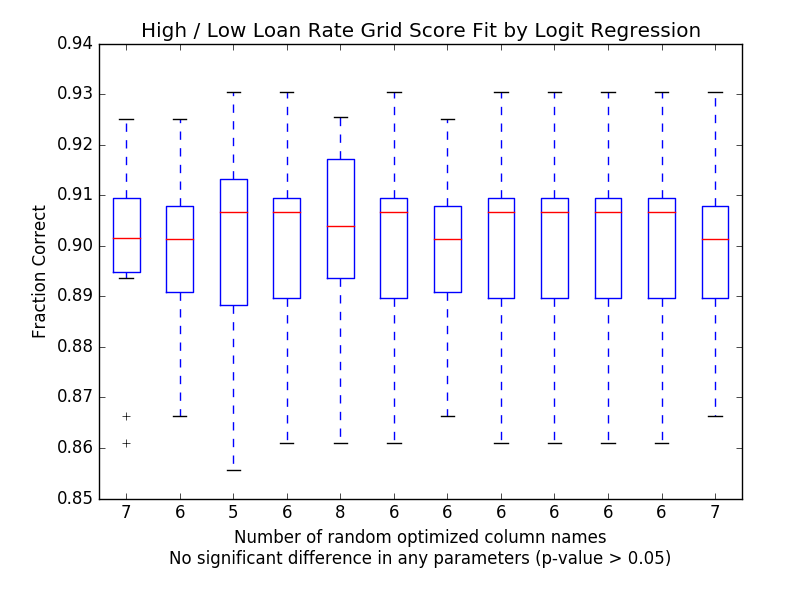 High / Low Loan Rate Grid Score Fit by Logit Regression
0.94
0.93
0.92
0.91
0.90
0.89
0.88
0.87
0.86
0.85
Fraction Correct
7 6 5 6 8 6 6 6 6 6 6 7
Number of random optimized column names
No significant difference in any parameters (p-value > 0.05)